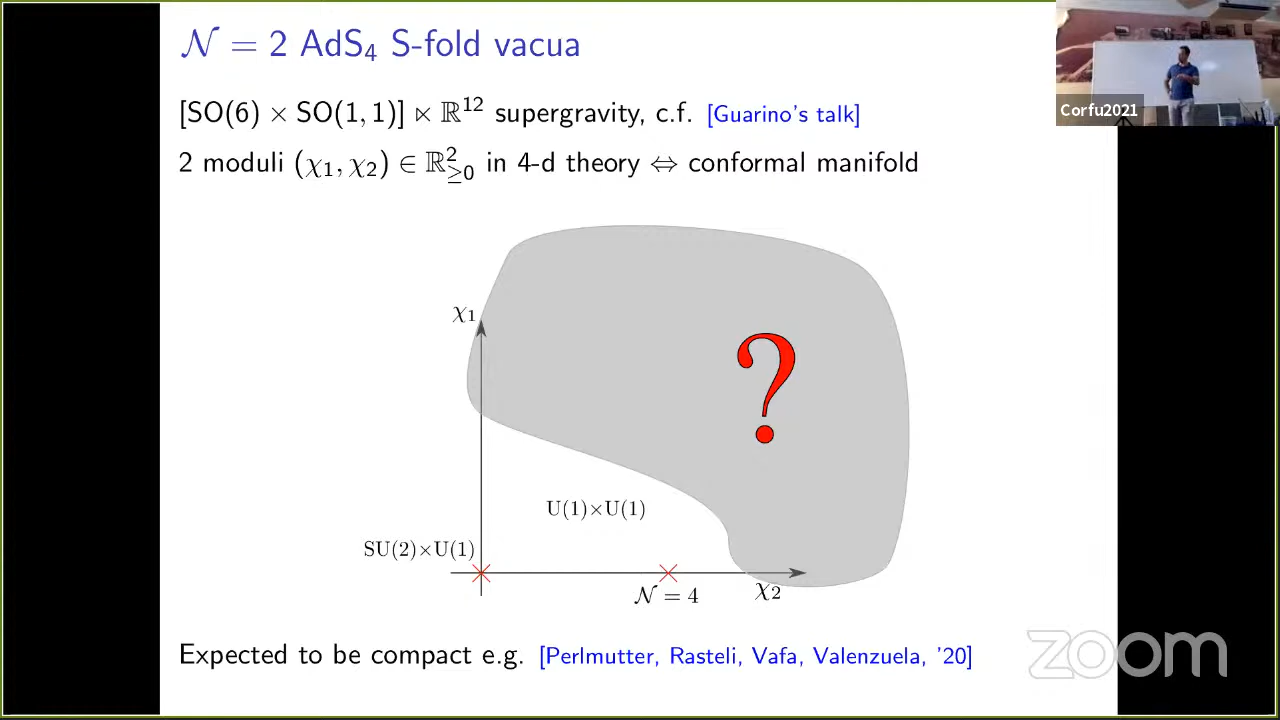 𝒩 = 2 AdS₄ S-fold vacua
[SO(6) × SO(1, 1)] ⋉ ℝ¹² supergravity, c.f. [Guarino's talk]
2 moduli (χ₁, χ₂) ∈ ℝ²≥0 in 4-d theory ⇔ conformal manifold
χ₁
?
U(1)×U(1)
SU(2)×U(1)
𝒩 = 4
χ₂
Expected to be compact e.g. [Perlmutter, Rasteli, Vafa, Valenzuela, '20]
Corfu2021
zoom